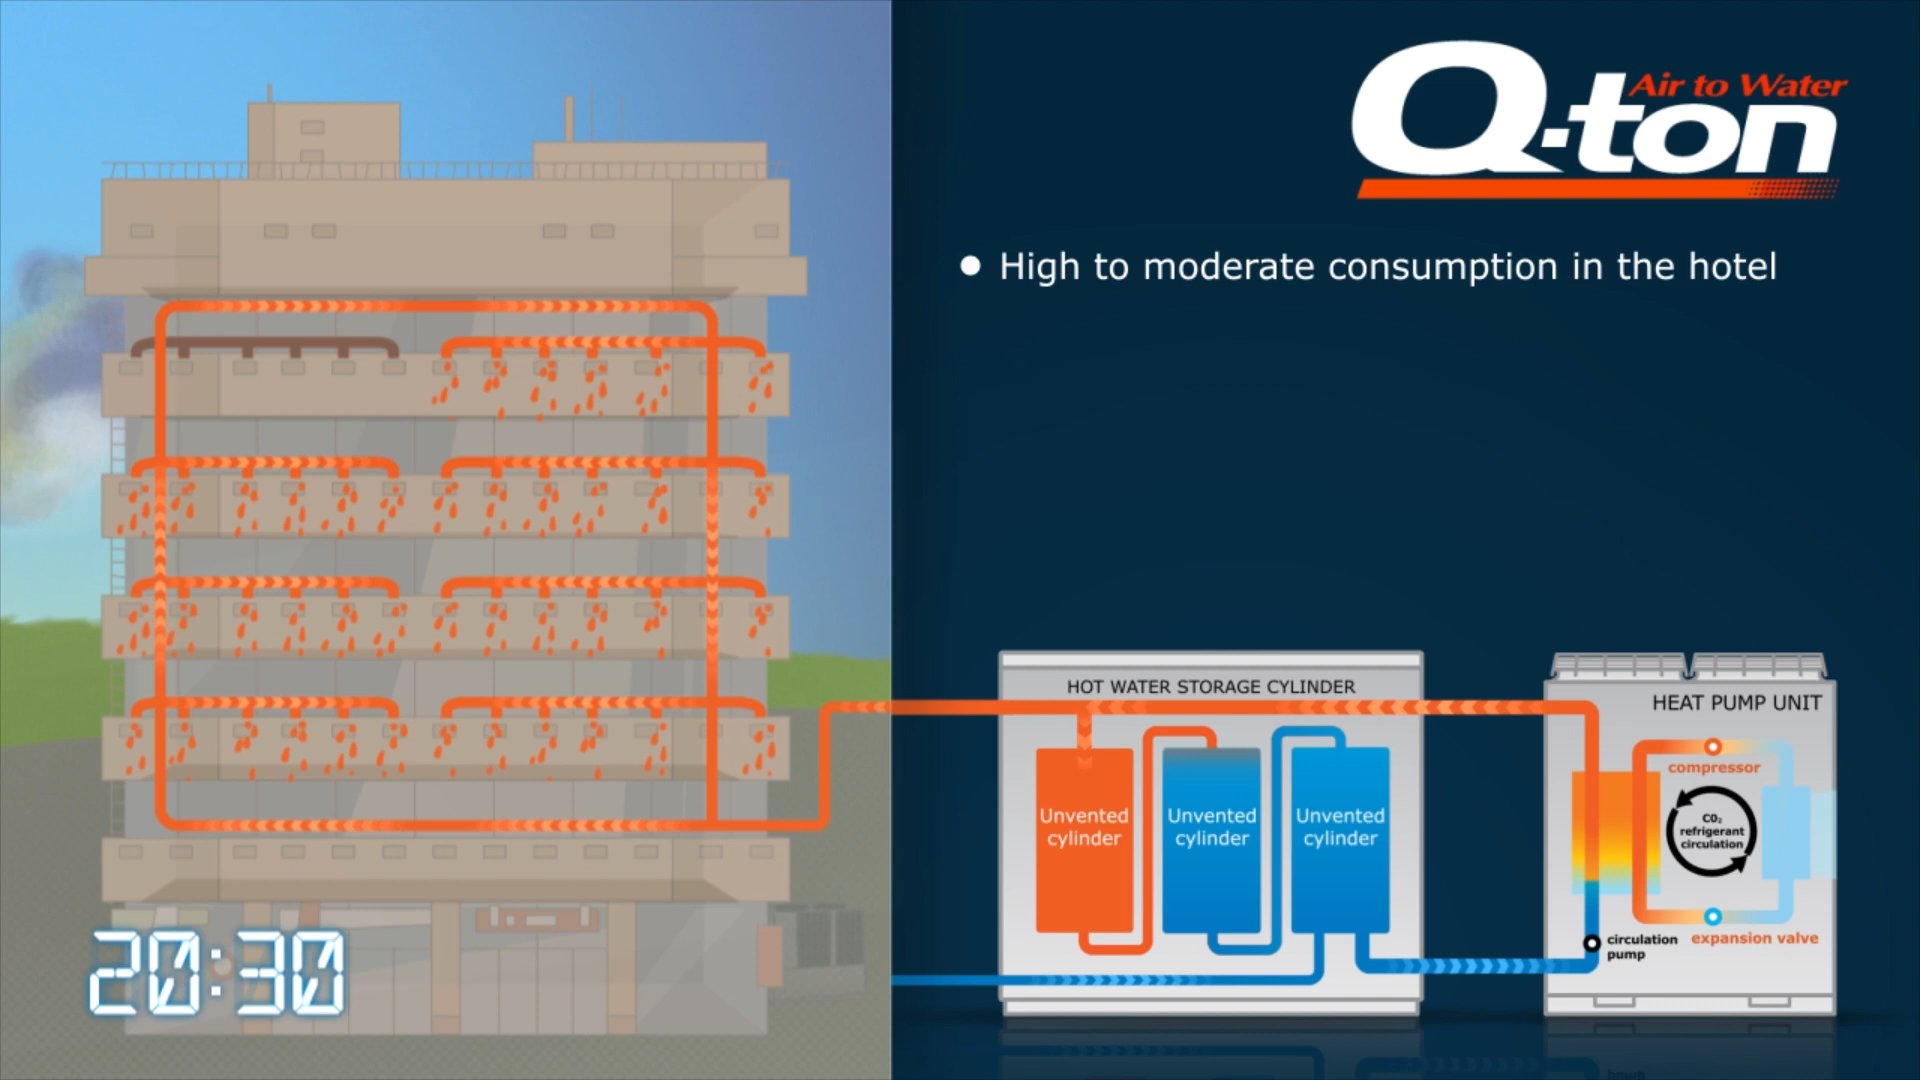 Air to Water
Q-ton
High to moderate consumption in the hotel
HOT WATER STORAGE CYLINDER
HEAT PUMP UNIT
compressor
Unvented
cylinder
Unvented
cylinder
Unvented
cylinder
CO₂
refrigerant
circulation
circulation
pump
expansion valve
20:30